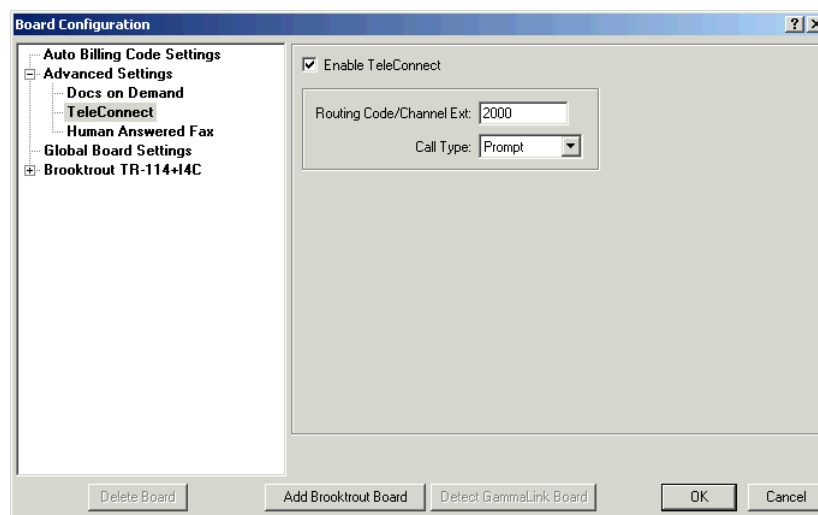 Board Configuration
Auto Billing Code Settings
Advanced Settings
Docs on Demand
TeleConnect
Human Answered Fax
Global Board Settings
Brooktrout TR-114+I4C
Enable TeleConnect
Routing Code/Channel Ext: 2000
Call Type: Prompt
Delete Board
Add Brooktrout Board
Detect GammaLink Board
OK
Cancel